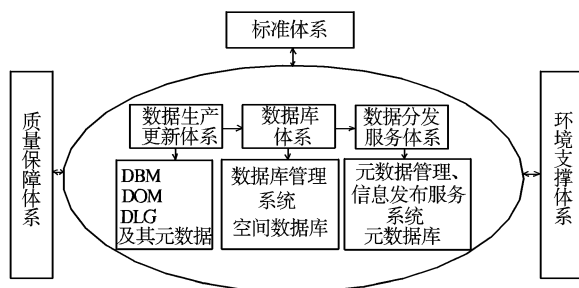 标准体系
质量保障体系
数据生产
更新体系
数据库
体系
数据分发
服务体系
DBM
DOM
DLG
及其元数据
数据库管理
系统
空间数据库
元数据管理、
信息发布服务
系统
元数据库
环境支撑体系